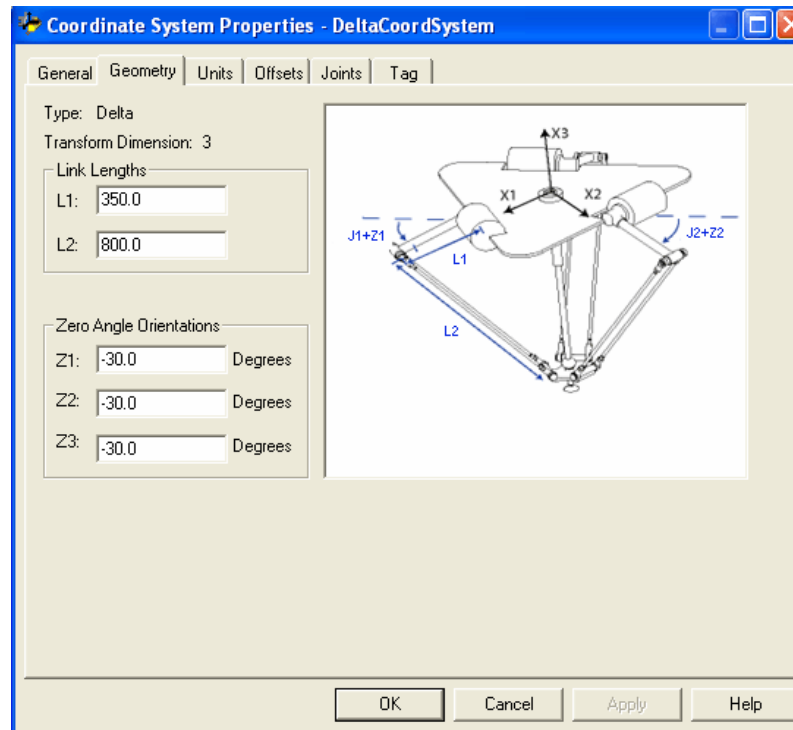 Coordinate System Properties - DeltaCoordSystem
General Geometry Units Offsets Joints Tag
Type: Delta
Transform Dimension: 3
Link Lengths
L1: 350.0
L2: 800.0
Zero Angle Orientations
Z1: -30.0 Degrees
Z2: -30.0 Degrees
Z3: -30.0 Degrees
X3
X1 X2
J1+Z1 J2+Z2
L1
L2
OK Cancel Apply Help